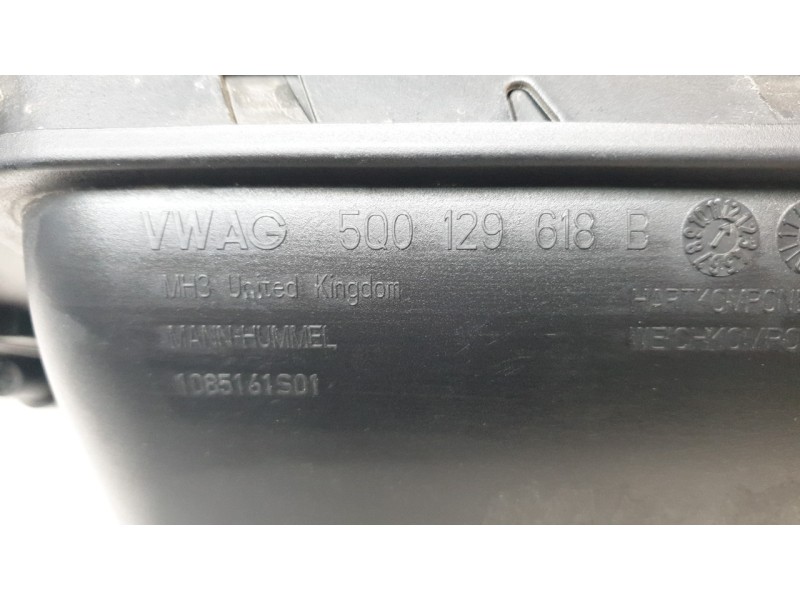 VWAG 5Q0 129 618 B
MH3 United Kingdom
MANN+HUMMEL
1085161S01